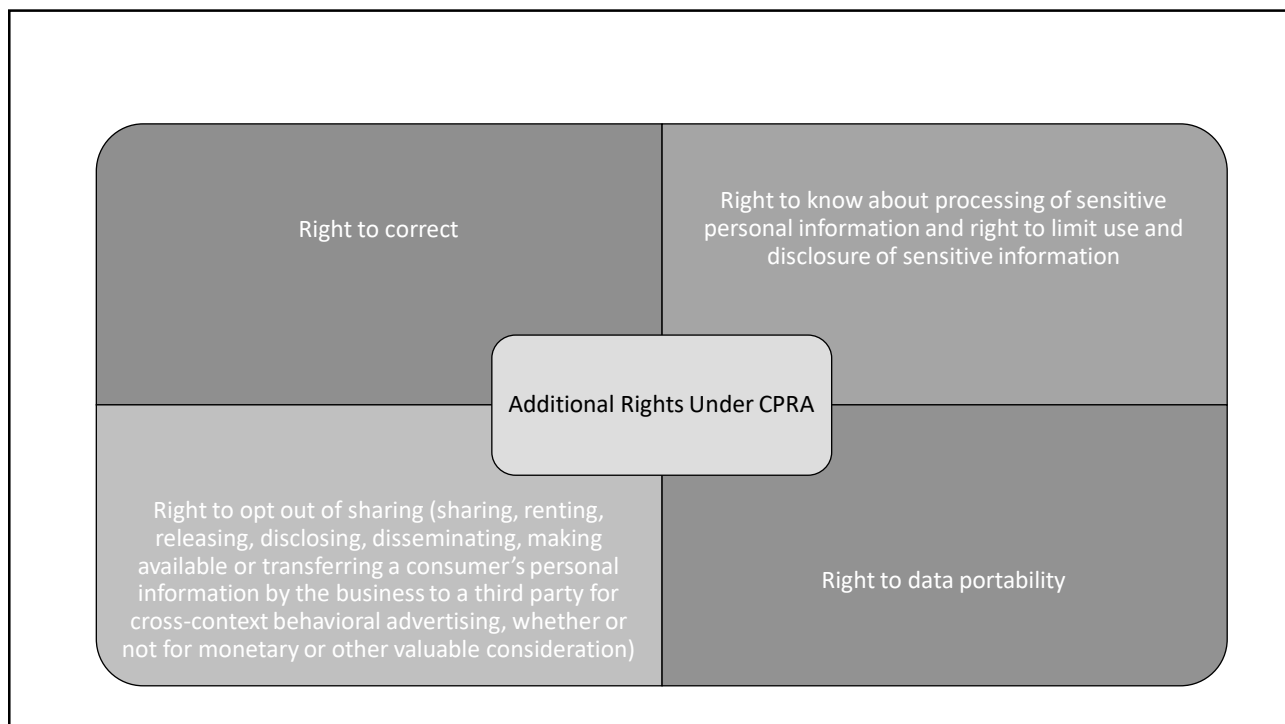 Right to correct
Right to know about processing of sensitive
personal information and right to limit use and
disclosure of sensitive information
Additional Rights Under CPRA
Right to opt out of sharing (sharing, renting,
releasing, disclosing, disseminating, making
available or transferring a consumer’s personal
information by the business to a third party for
cross-context behavioral advertising, whether or
not for monetary or other valuable consideration)
Right to data portability